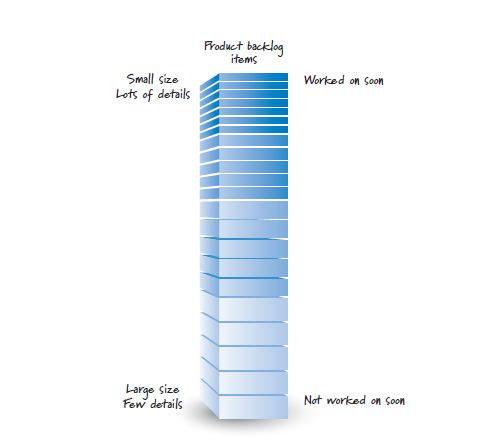 Product backlog
items
Small size
Lots of details
Worked on soon
Large size
Few details
Not worked on soon